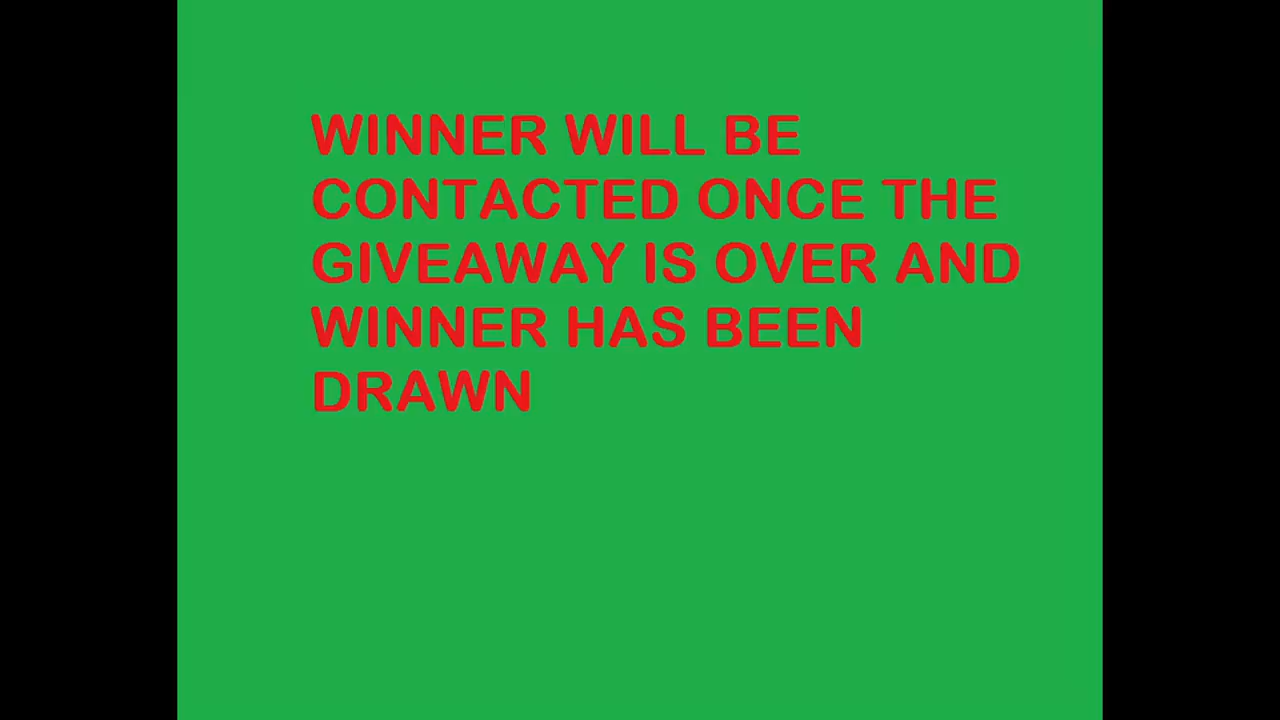 WINNER WILL BE
CONTACTED ONCE THE
GIVEAWAY IS OVER AND
WINNER HAS BEEN
DRAWN